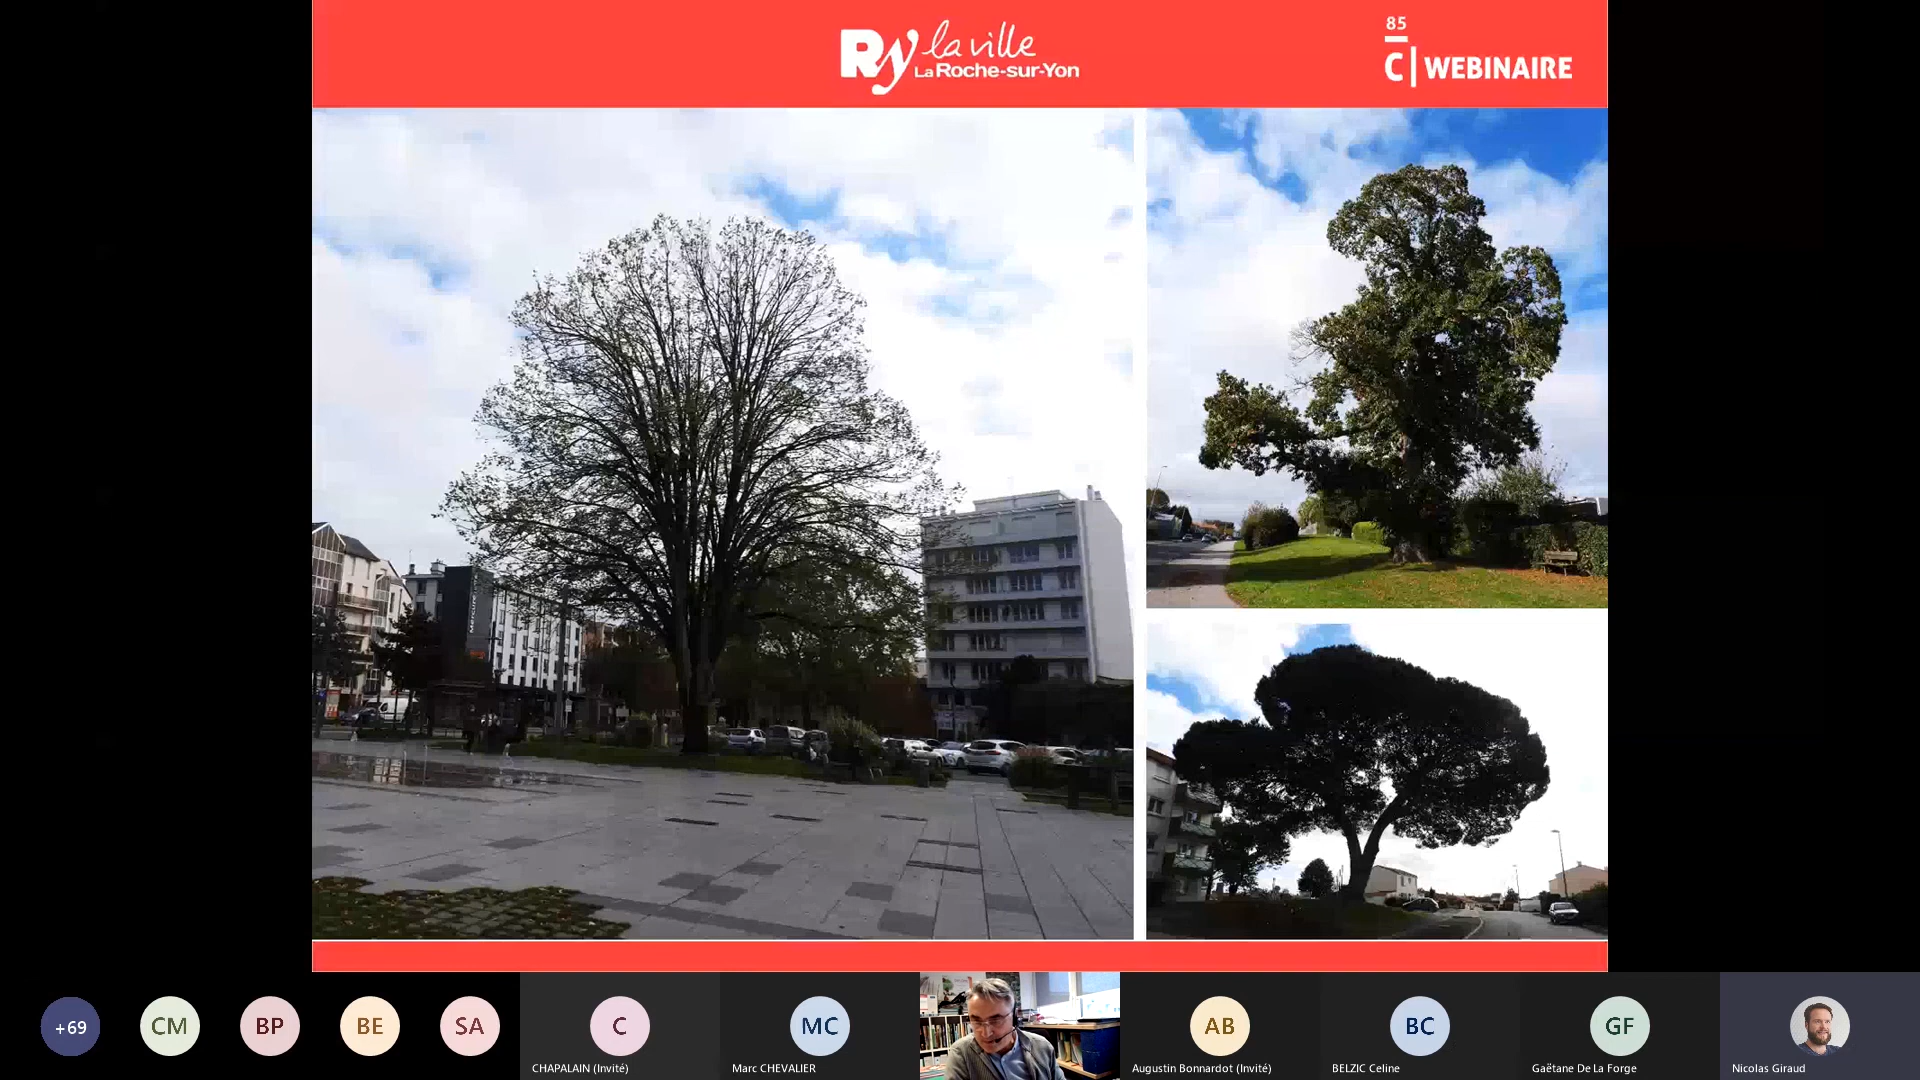 Ry la ville
La Roche-sur-Yon
85
C | WEBINAIRE
+69
CM
BP
BE
SA
C
MC
AB
BC
GF
CHAPALAIN (Invité)
Marc CHEVALIER
Augustin Bonnardot (Invité)
BELZIC Celine
Gaëtane De La Forge
Nicolas Giraud